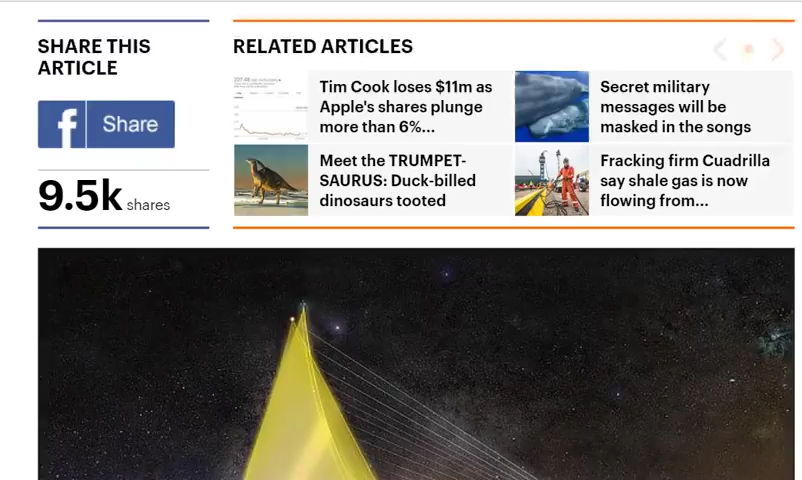 SHARE THIS
ARTICLE
f Share
9.5k shares
RELATED ARTICLES
Tim Cook loses $11m as
Apple's shares plunge
more than 6%...
Secret military
messages will be
masked in the songs
Meet the TRUMPET-
SAURUS: Duck-billed
dinosaurs tooted
Fracking firm Cuadrilla
say shale gas is now
flowing from...